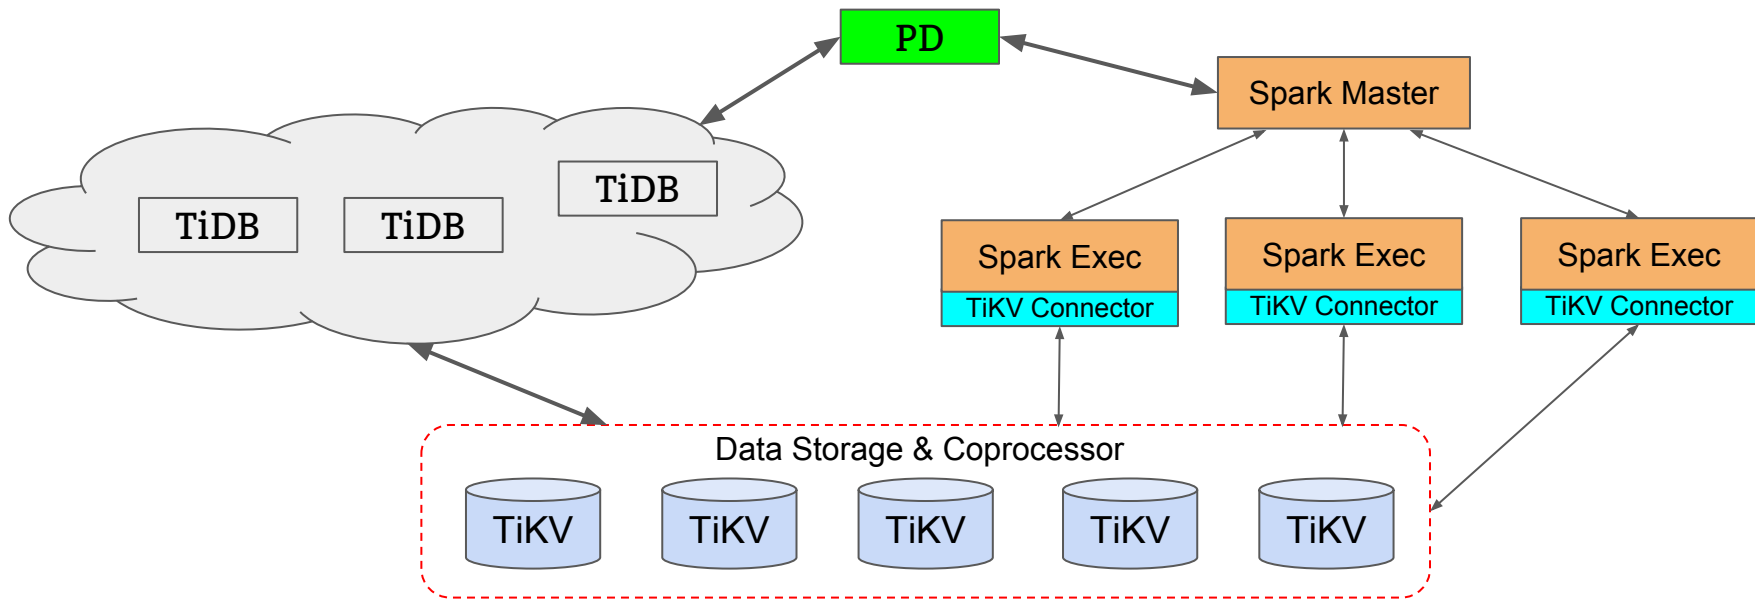 PD
Spark Master
TiDB
TiDB
TiDB
Spark Exec
TiKV Connector
Spark Exec
TiKV Connector
Spark Exec
TiKV Connector
Data Storage & Coprocessor
TiKV
TiKV
TiKV
TiKV
TiKV